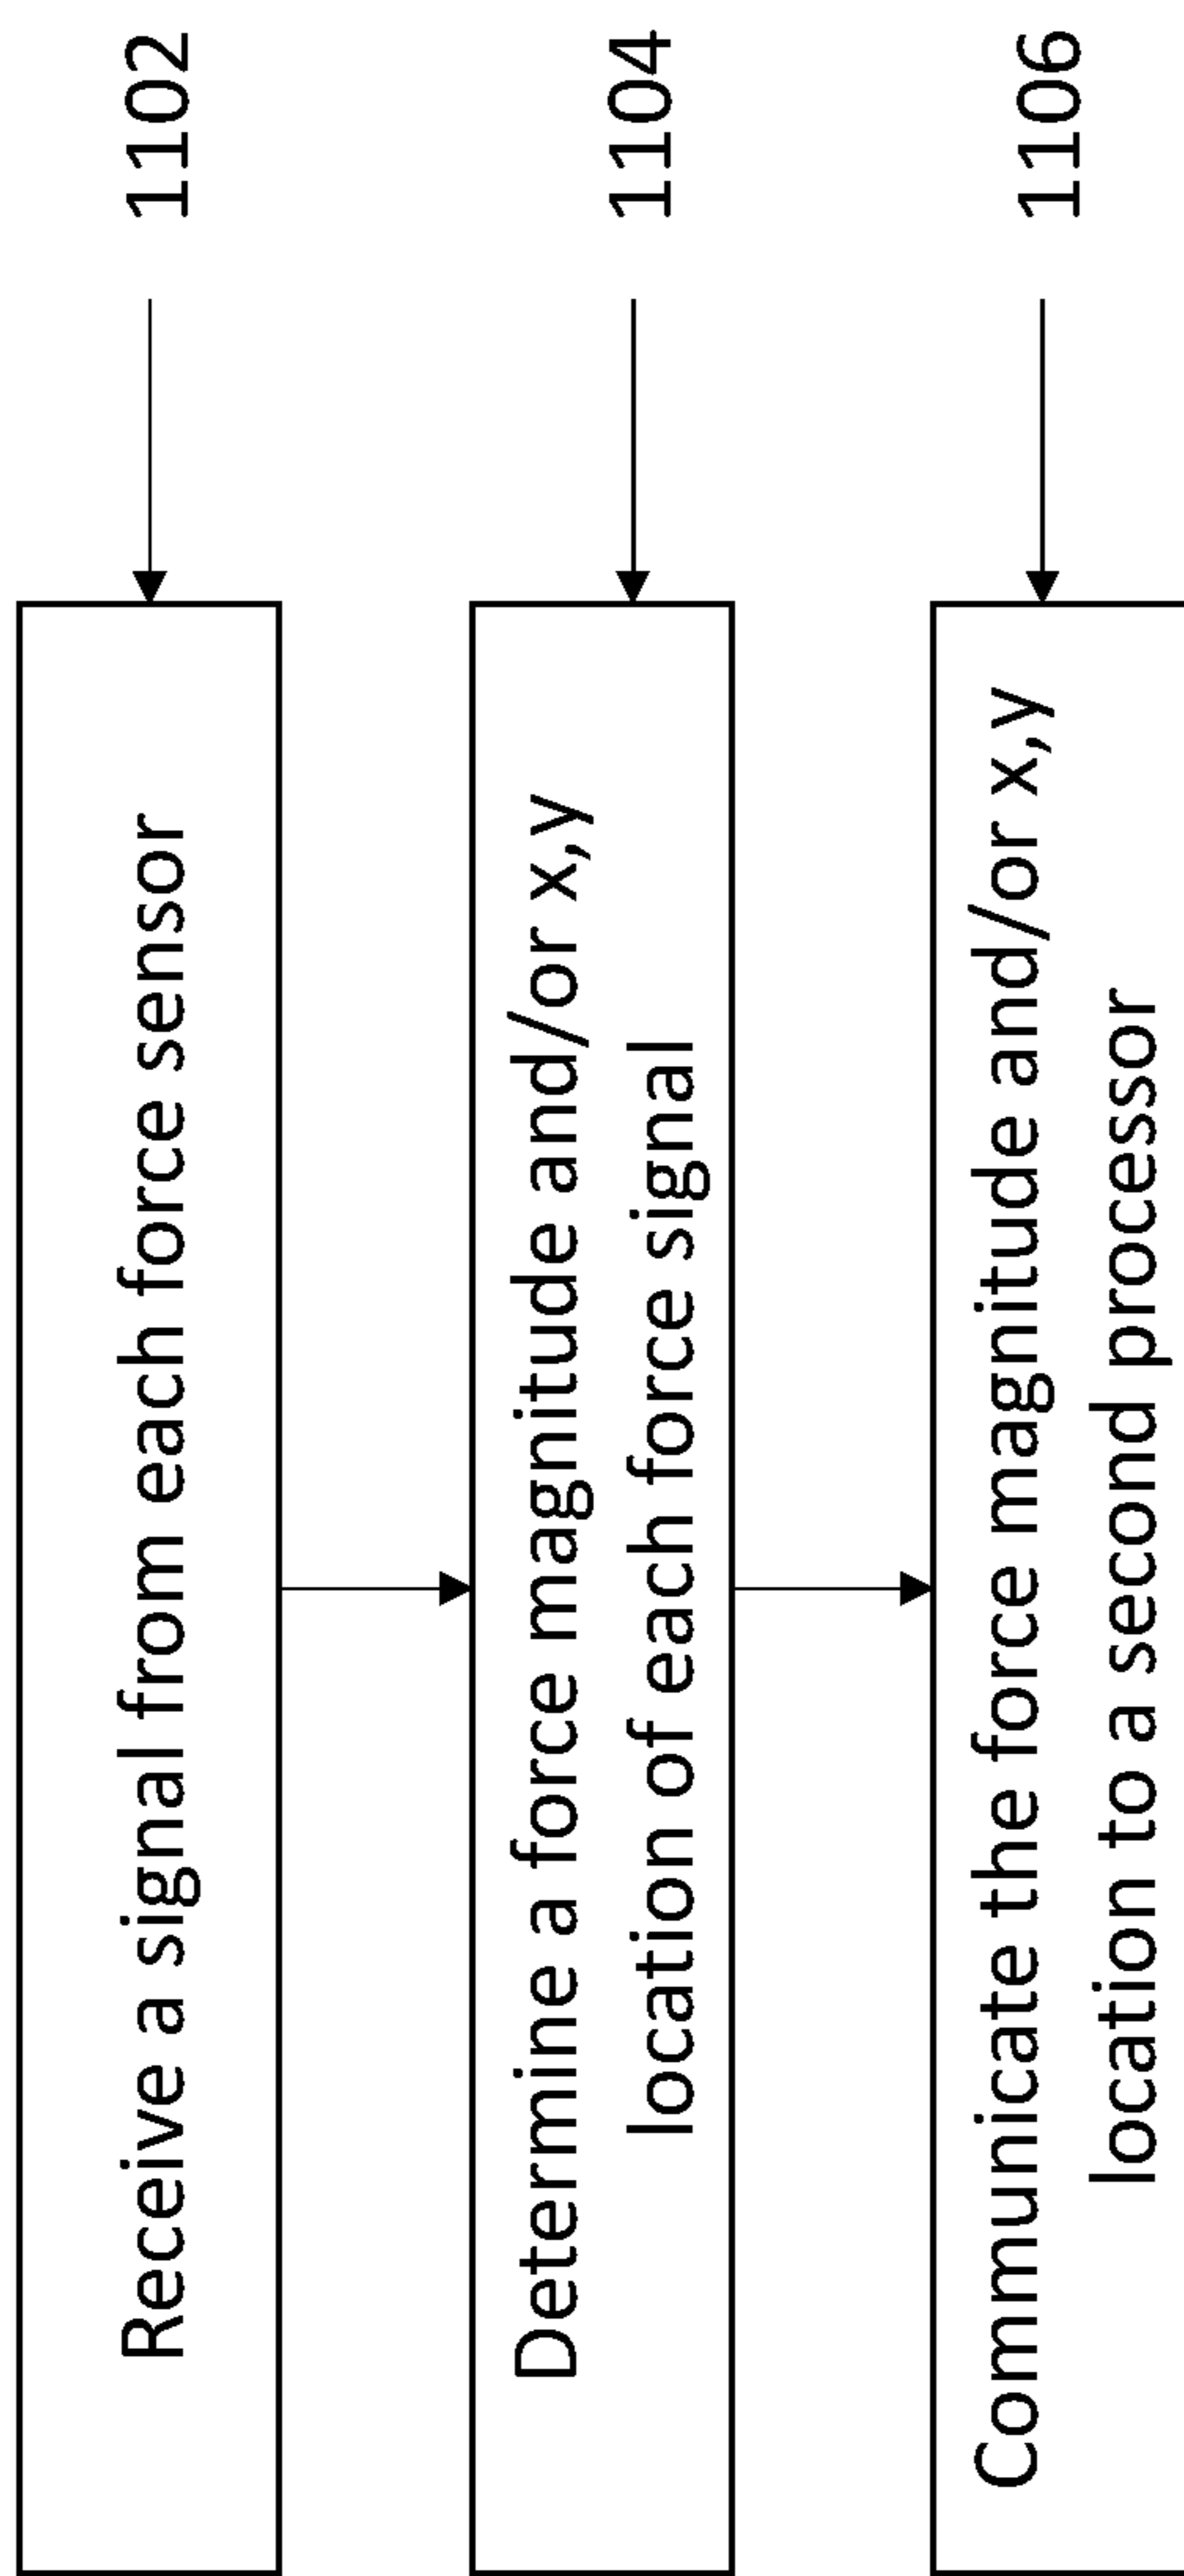 Receive a signal from each force sensor
1102
Determine a force magnitude and/or x,y
location of each force signal
1104
Communicate the force magnitude and/or x,y
location to a second processor
1106